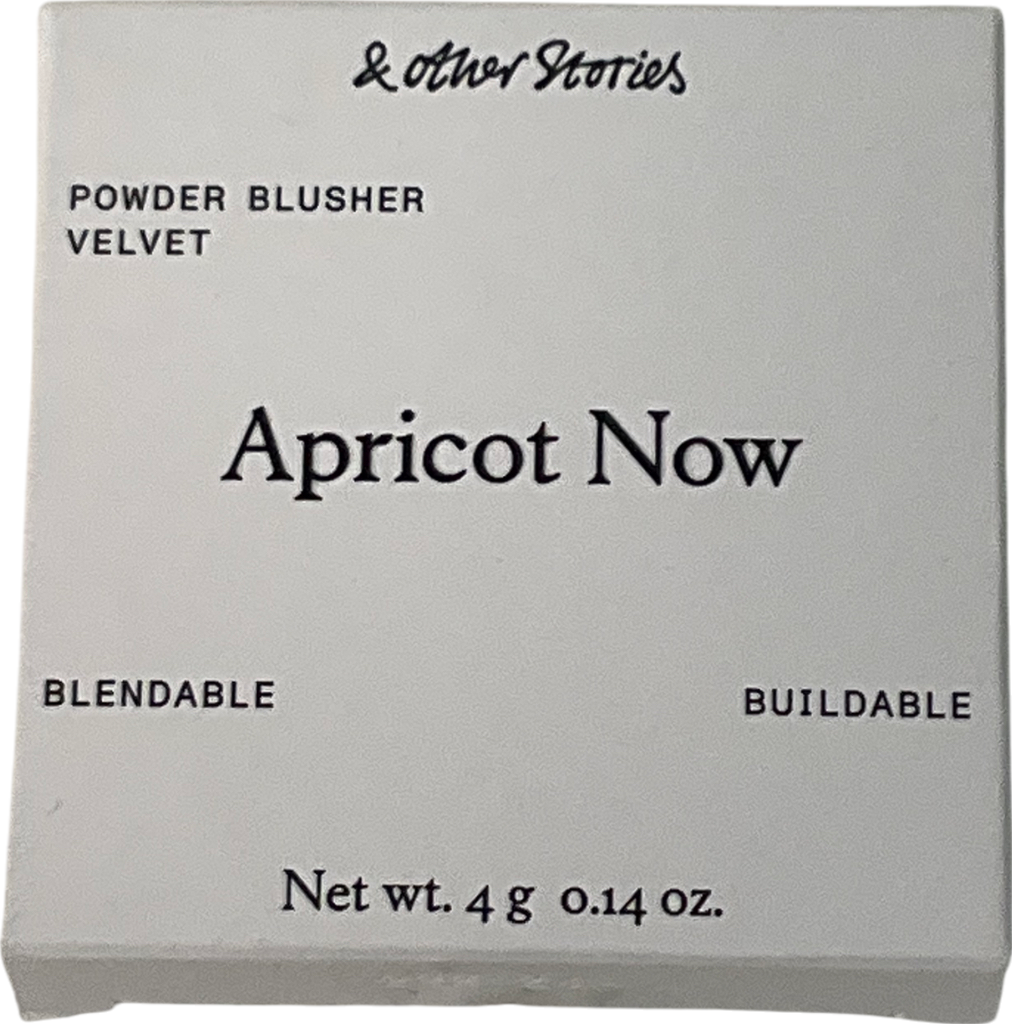 & other Stories
POWDER BLUSHER
VELVET
Apricot Now
BLENDABLE BUILDABLE
Net wt. 4 g 0.14 oz.